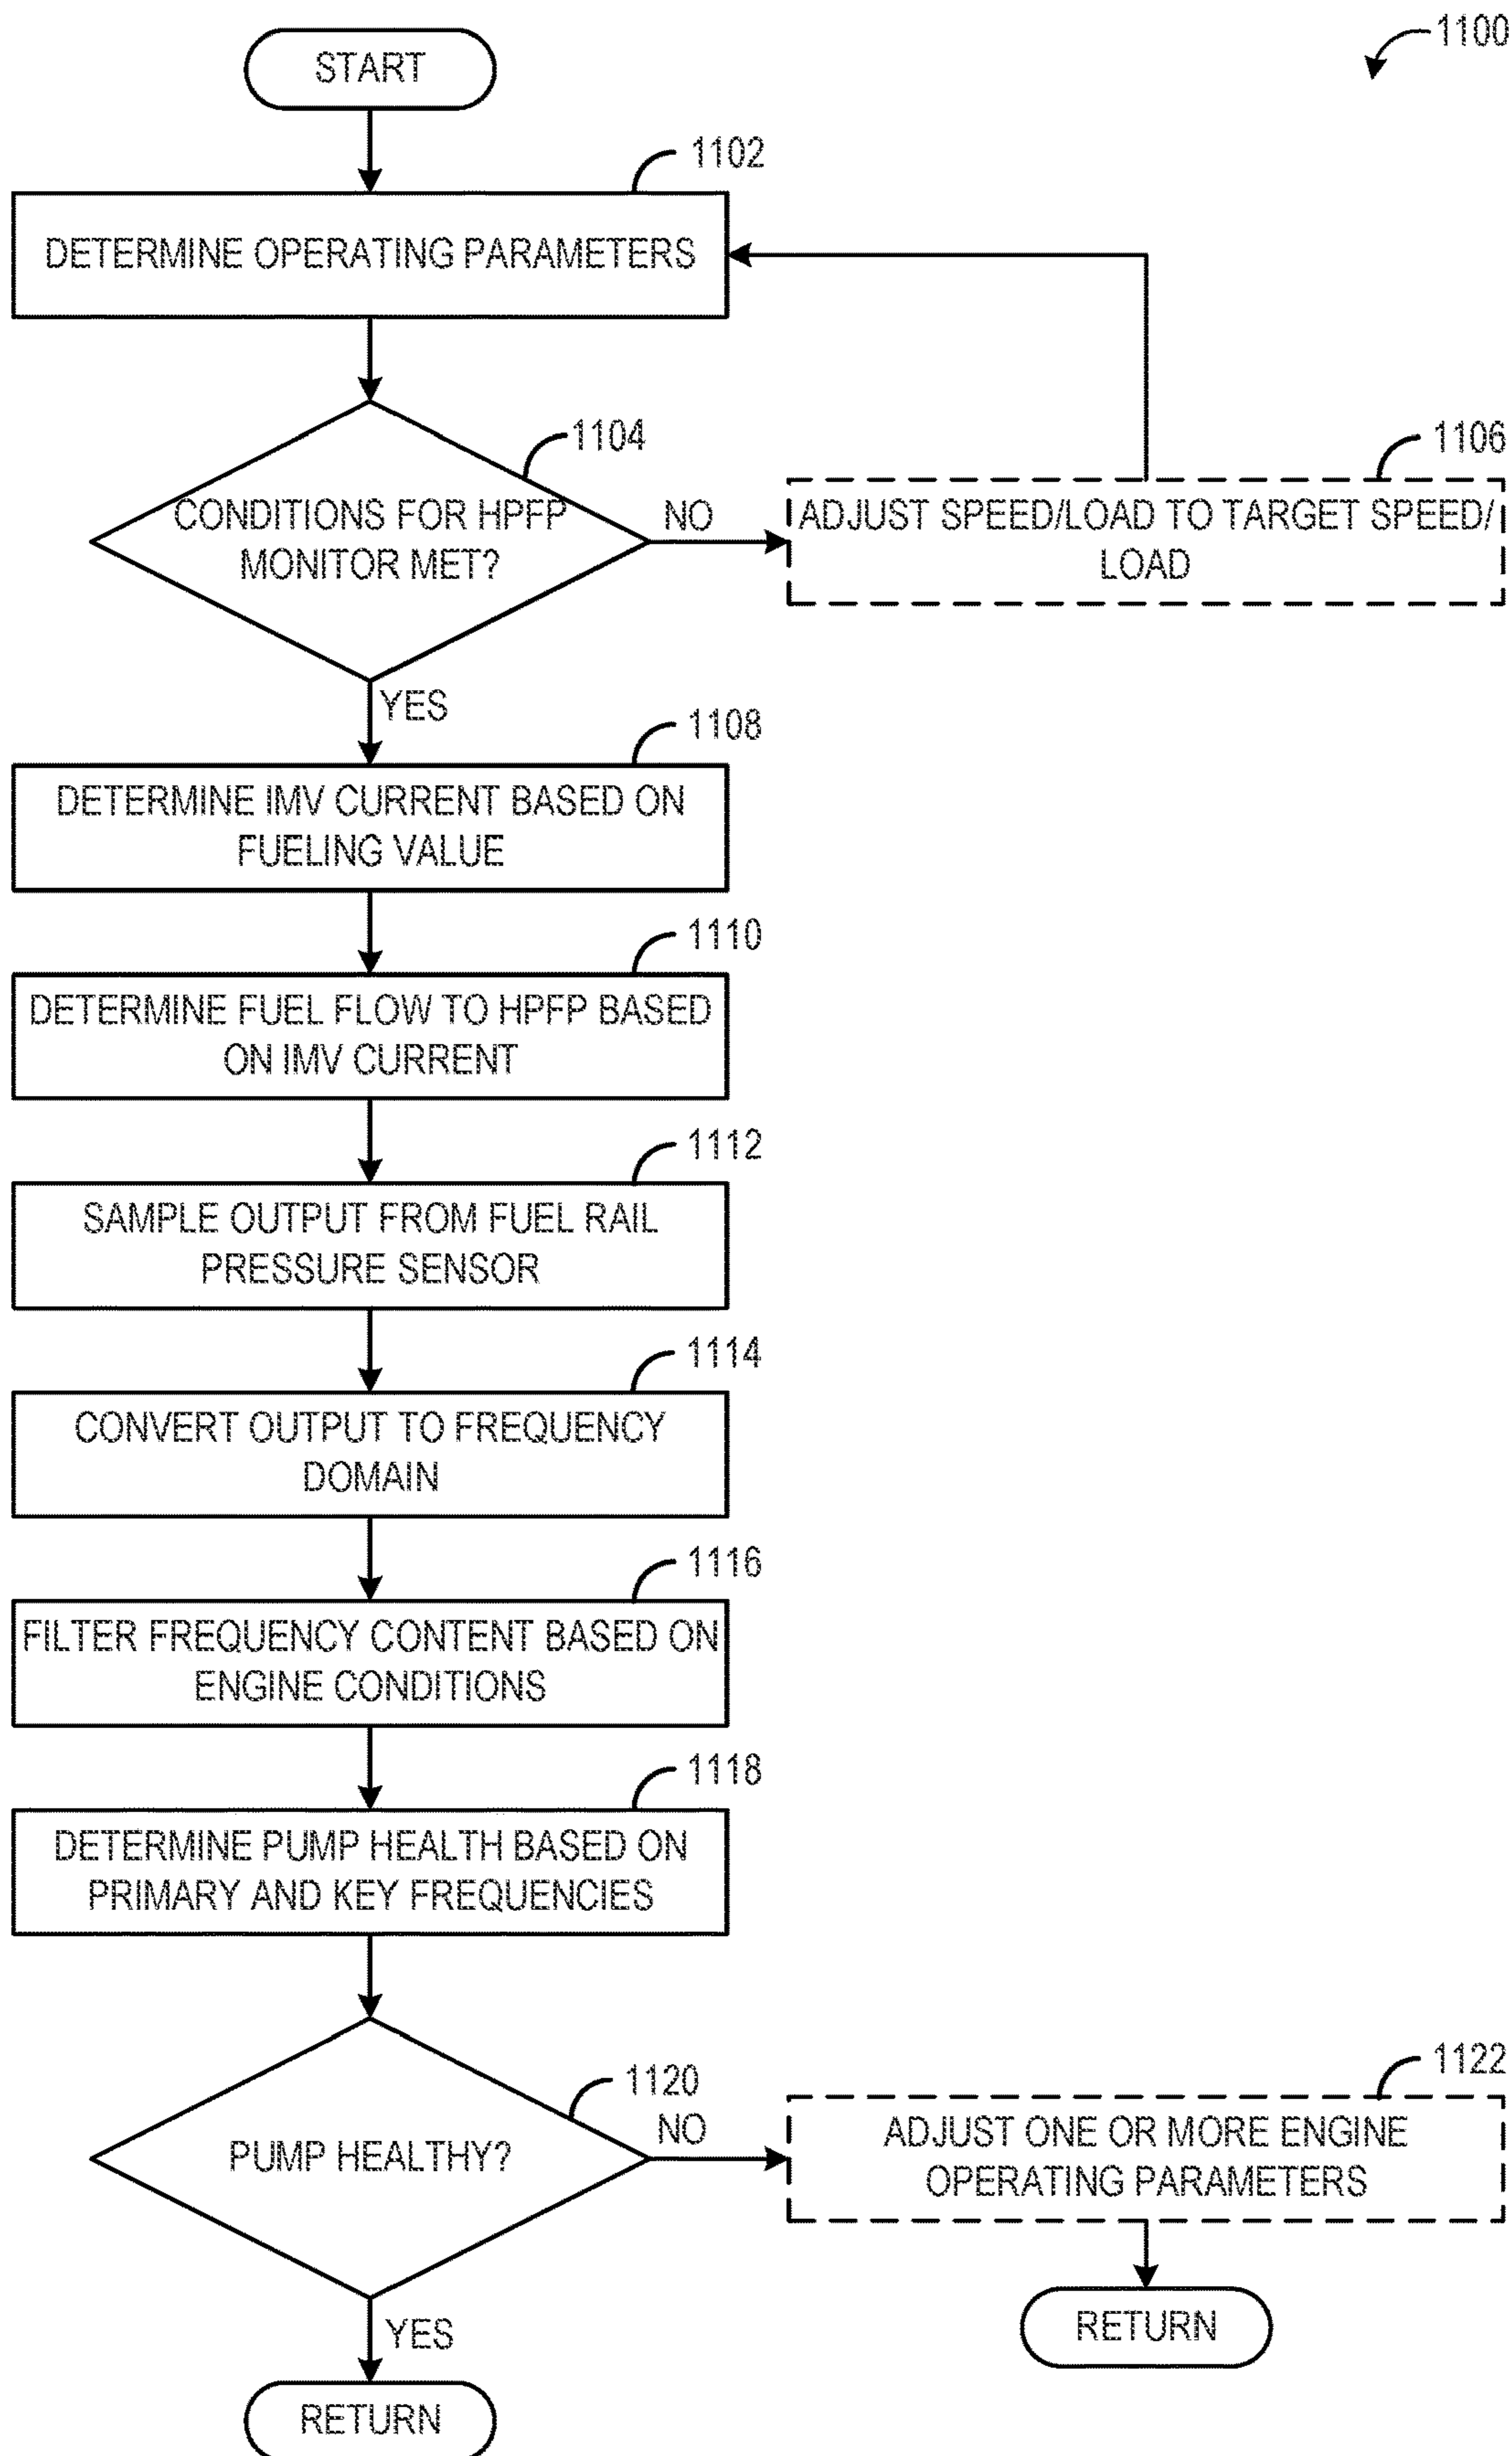 1100
START
1102
DETERMINE OPERATING PARAMETERS
1104
CONDITIONS FOR HPFP
MONITOR MET?
NO
1106
ADJUST SPEED/LOAD TO TARGET SPEED/
LOAD
YES
1108
DETERMINE IMV CURRENT BASED ON
FUELING VALUE
1110
DETERMINE FUEL FLOW TO HPFP BASED
ON IMV CURRENT
1112
SAMPLE OUTPUT FROM FUEL RAIL
PRESSURE SENSOR
1114
CONVERT OUTPUT TO FREQUENCY
DOMAIN
1116
FILTER FREQUENCY CONTENT BASED ON
ENGINE CONDITIONS
1118
DETERMINE PUMP HEALTH BASED ON
PRIMARY AND KEY FREQUENCIES
1120
PUMP HEALTHY?
NO
1122
ADJUST ONE OR MORE ENGINE
OPERATING PARAMETERS
RETURN
YES
RETURN